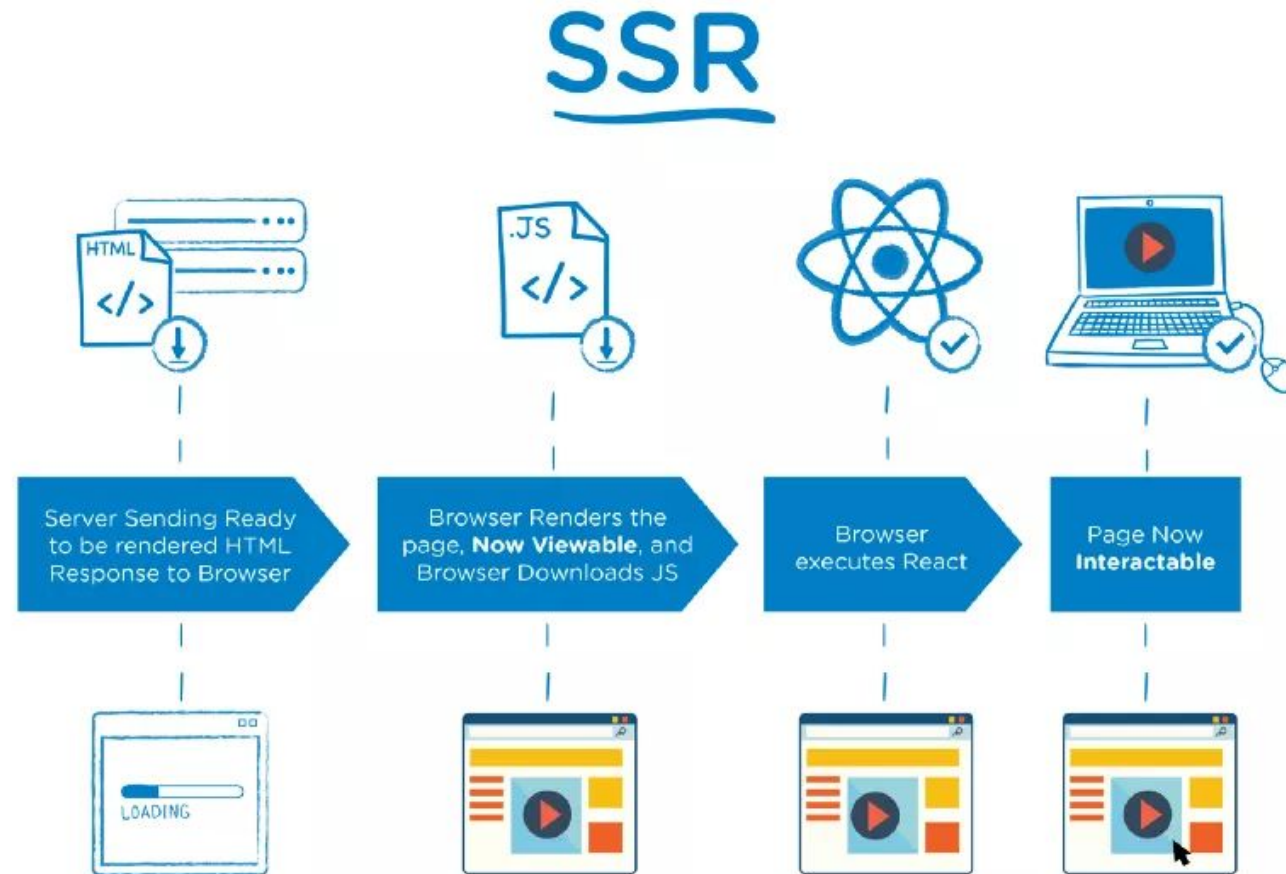 SSR
HTML
</>
.JS
</>
Server Sending Ready
to be rendered HTML
Response to Browser
Browser Renders the
page, Now Viewable, and
Browser Downloads JS
Browser
executes React
Page Now
Interactable
LOADING